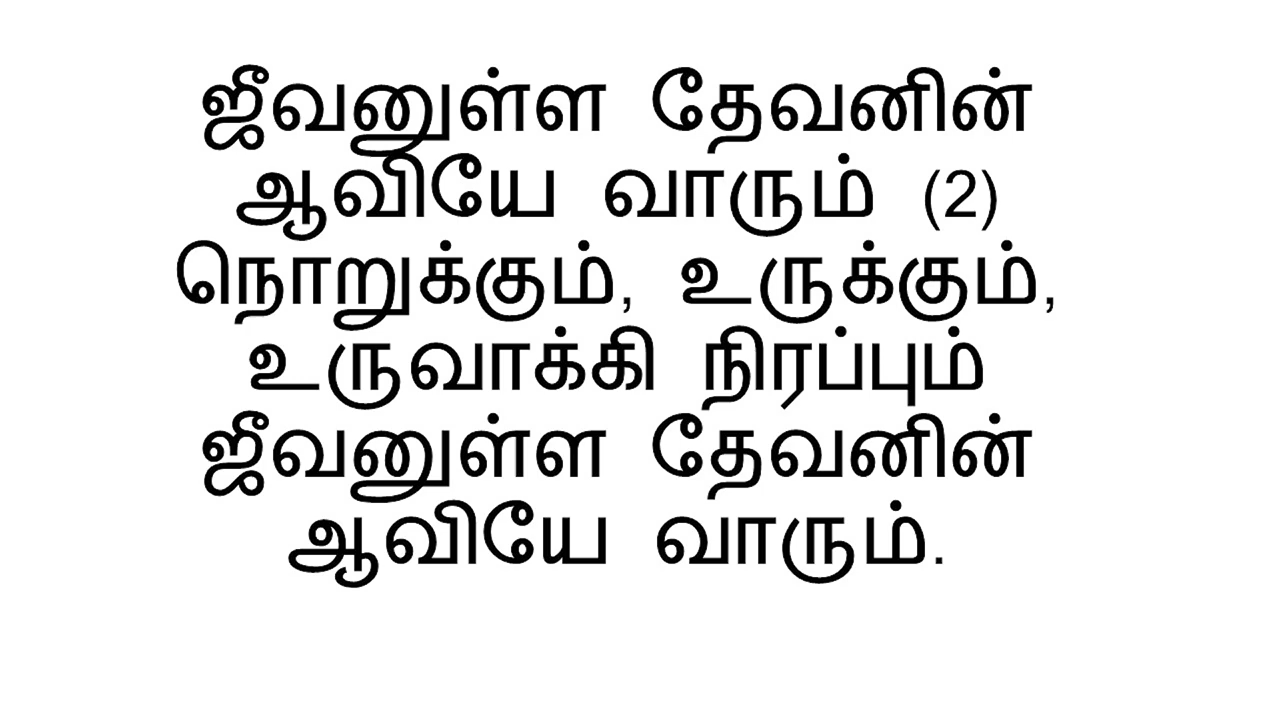 ஜீவனுள்ள தேவனின்
ஆவியே வாரும் (2)
நொறுக்கும், உருக்கும்,
உருவாக்கி நிரப்பும்
ஜீவனுள்ள தேவனின்
ஆவியே வாரும்.